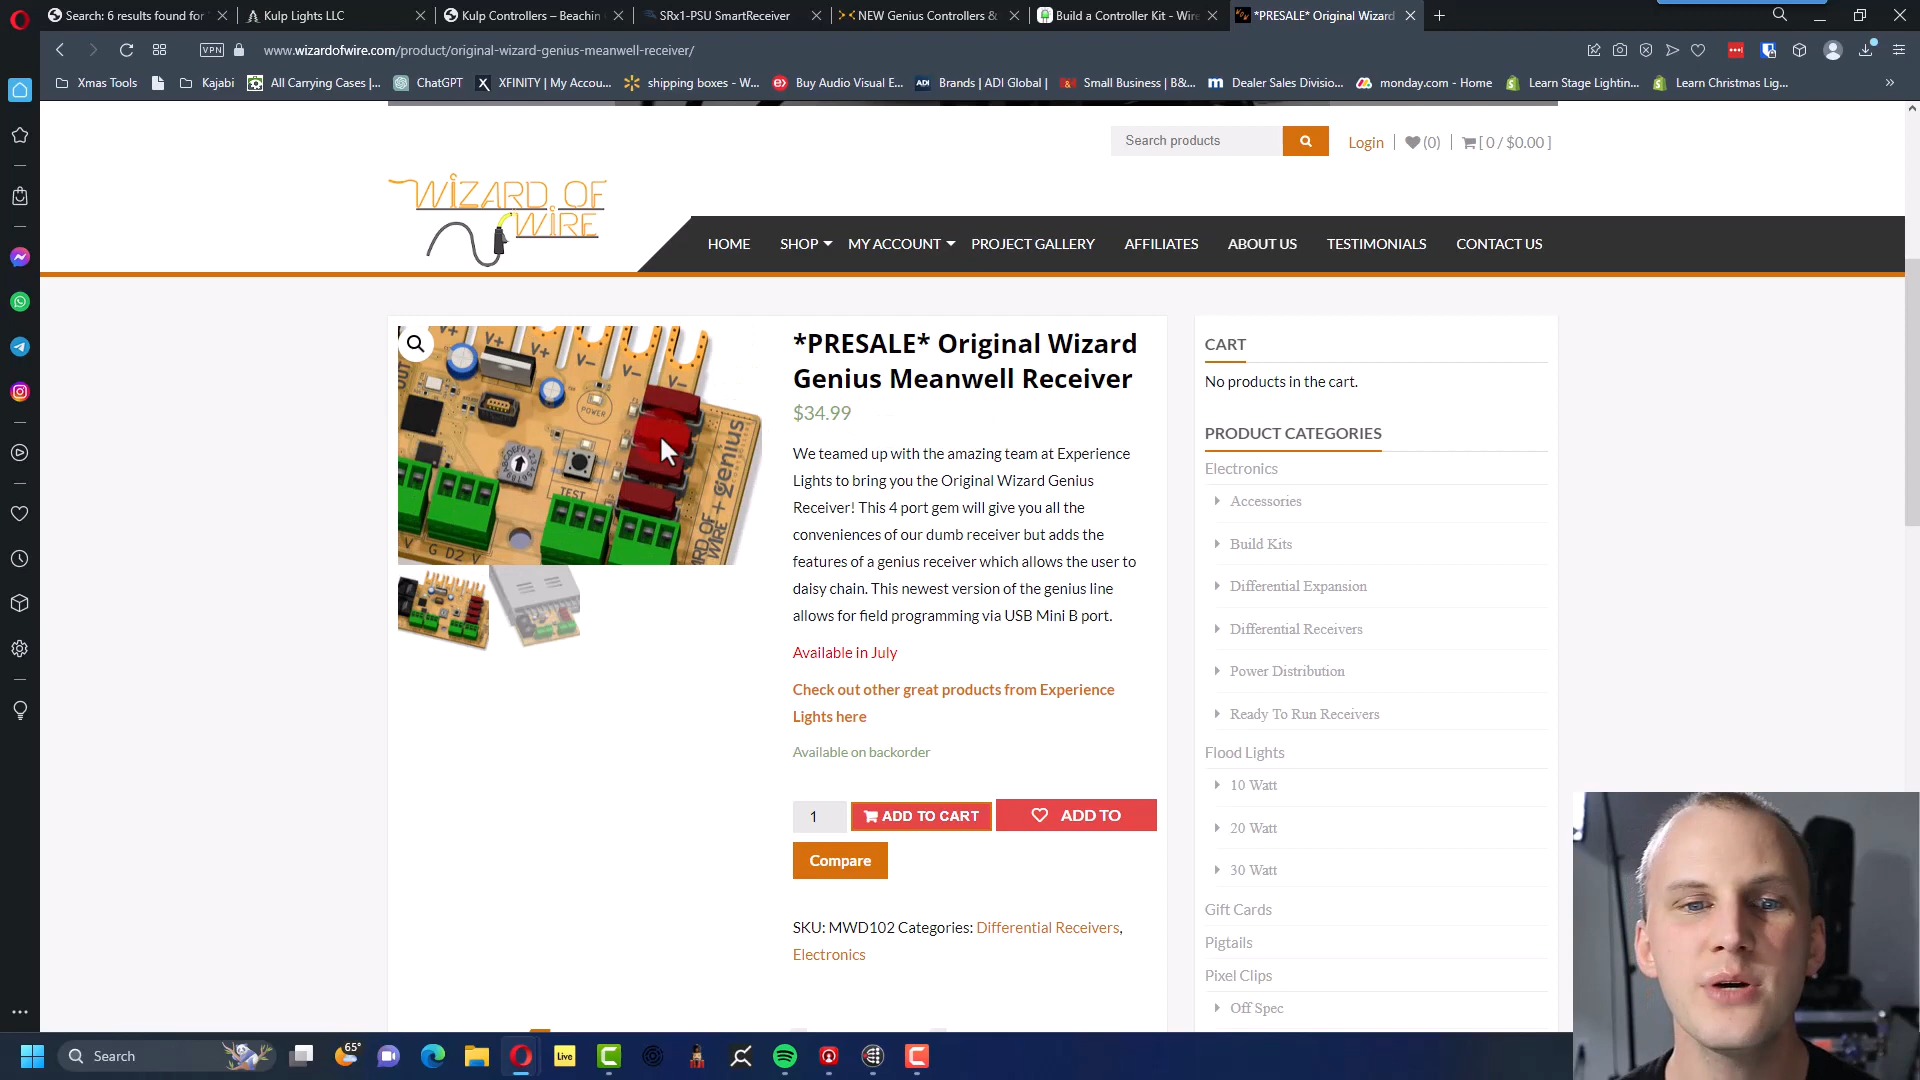 Search: 6 results found for
Kulp Lights LLC
Kulp Controllers – Beachin
SRx1-PSU SmartReceiver
NEW Genius Controllers &
Build a Controller Kit - Wire
*PRESALE* Original Wizard
VPN
www.wizardofwire.com/product/original-wizard-genius-meanwell-receiver/
Xmas Tools
Kajabi
All Carrying Cases |...
ChatGPT
XFINITY | My Accou...
shipping boxes - W...
Buy Audio Visual E...
ADI
Brands | ADI Global |
Small Business | B&...
Dealer Sales Divisio...
monday.com - Home
Learn Stage Lightin...
Learn Christmas Lig...
Search products
Login
(0)
[ 0 / $0.00 ]
WIZARD OF
WIRE
HOME
SHOP
MY ACCOUNT
PROJECT GALLERY
AFFILIATES
ABOUT US
TESTIMONIALS
CONTACT US
V+
V+
V-
V-
V-
OUT
POWER
TEST
V G D2 V
WIRE + genius
*PRESALE* Original Wizard
Genius Meanwell Receiver
$34.99
We teamed up with the amazing team at Experience
Lights to bring you the Original Wizard Genius
Receiver! This 4 port gem will give you all the
conveniences of our dumb receiver but adds the
features of a genius receiver which allows the user to
daisy chain. This newest version of the genius line
allows for field programming via USB Mini B port.
Available in July
Check out other great products from Experience
Lights here
Available on backorder
1
ADD TO CART
ADD TO
Compare
SKU: MWD102 Categories: Differential Receivers,
Electronics
CART
No products in the cart.
PRODUCT CATEGORIES
Electronics
Accessories
Build Kits
Differential Expansion
Differential Receivers
Power Distribution
Ready To Run Receivers
Flood Lights
10 Watt
20 Watt
30 Watt
Gift Cards
Pigtails
Pixel Clips
Off Spec
Search
65°
Live